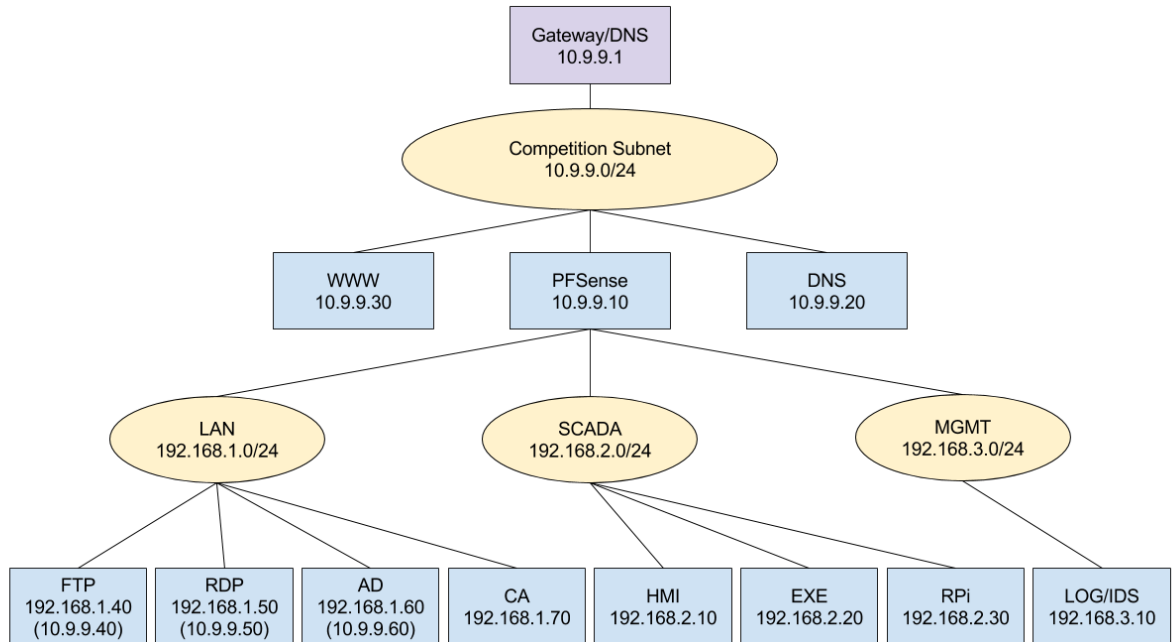 Gateway/DNS
10.9.9.1
Competition Subnet
10.9.9.0/24
WWW
10.9.9.30
PFSense
10.9.9.10
DNS
10.9.9.20
LAN
192.168.1.0/24
SCADA
192.168.2.0/24
MGMT
192.168.3.0/24
FTP
192.168.1.40
(10.9.9.40)
RDP
192.168.1.50
(10.9.9.50)
AD
192.168.1.60
(10.9.9.60)
CA
192.168.1.70
HMI
192.168.2.10
EXE
192.168.2.20
RPi
192.168.2.30
LOG/IDS
192.168.3.10